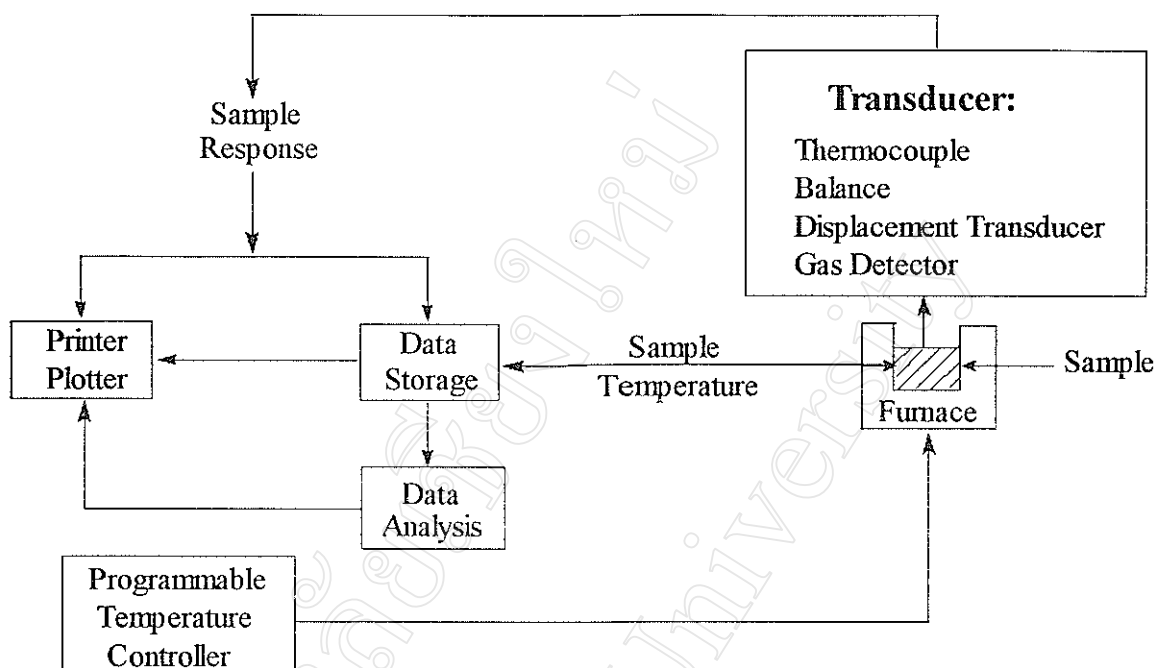 Transducer:
Thermocouple
Balance
Displacement Transducer
Gas Detector
Sample
Response
Printer
Plotter
Data
Storage
Sample
Temperature
Sample
Furnace
Data
Analysis
Programmable
Temperature
Controller
University